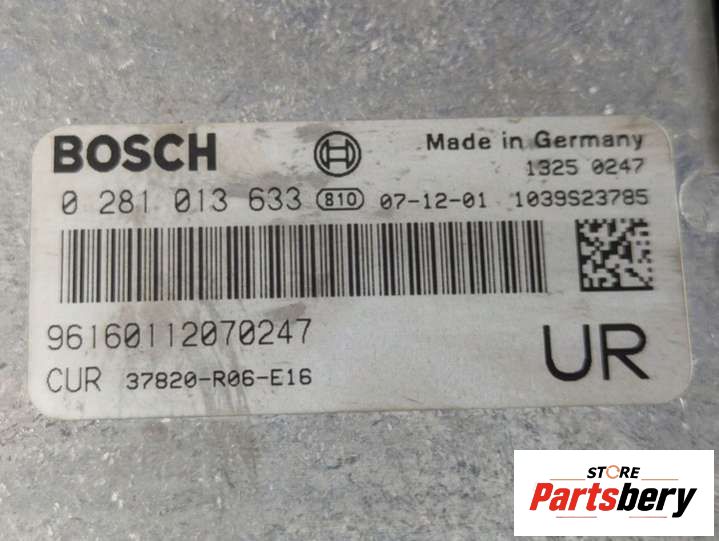 BOSCH
Made in Germany
1325 0247
0 281 013 633 810 07-12-01 1039S23785
96160112070247
CUR 37820-R06-E16
UR
STORE
Partsbery